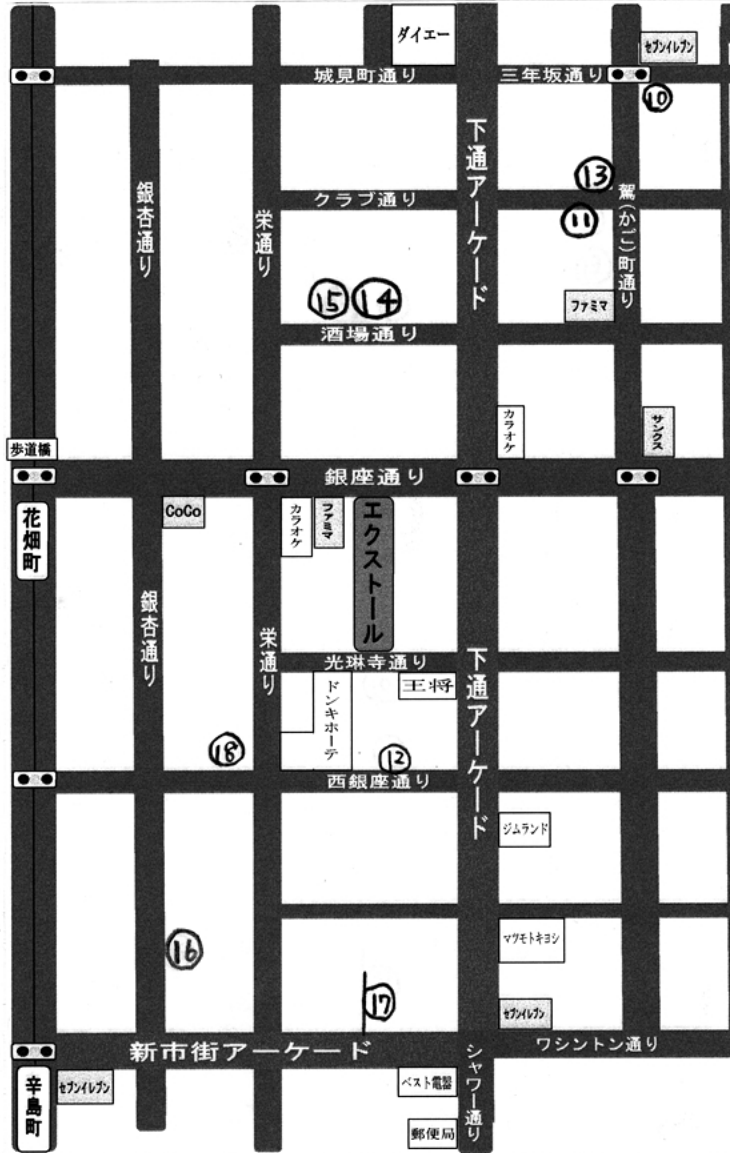 ダイエー
セブンイレブン
城見町通り
三年坂通り
⑩
下通アーケード
⑬
銀杏通り
栄通り
クラブ通り
駕(かご)町通り
⑪
⑮
⑭
ファミマ
酒場通り
カラオケ
サンクス
歩道橋
銀座通り
花畑町
CoCo
カラオケ
ファミマ
エクストール
銀杏通り
栄通り
光琳寺通り
下通アーケード
ドンキホーテ
王将
⑱
⑫
西銀座通り
ジムランド
⑯
マツモトキヨシ
⑰
セブンイレブン
新市街アーケード
ワシントン通り
シャワー通り
辛島町
セブンイレブン
ベスト電器
郵便局